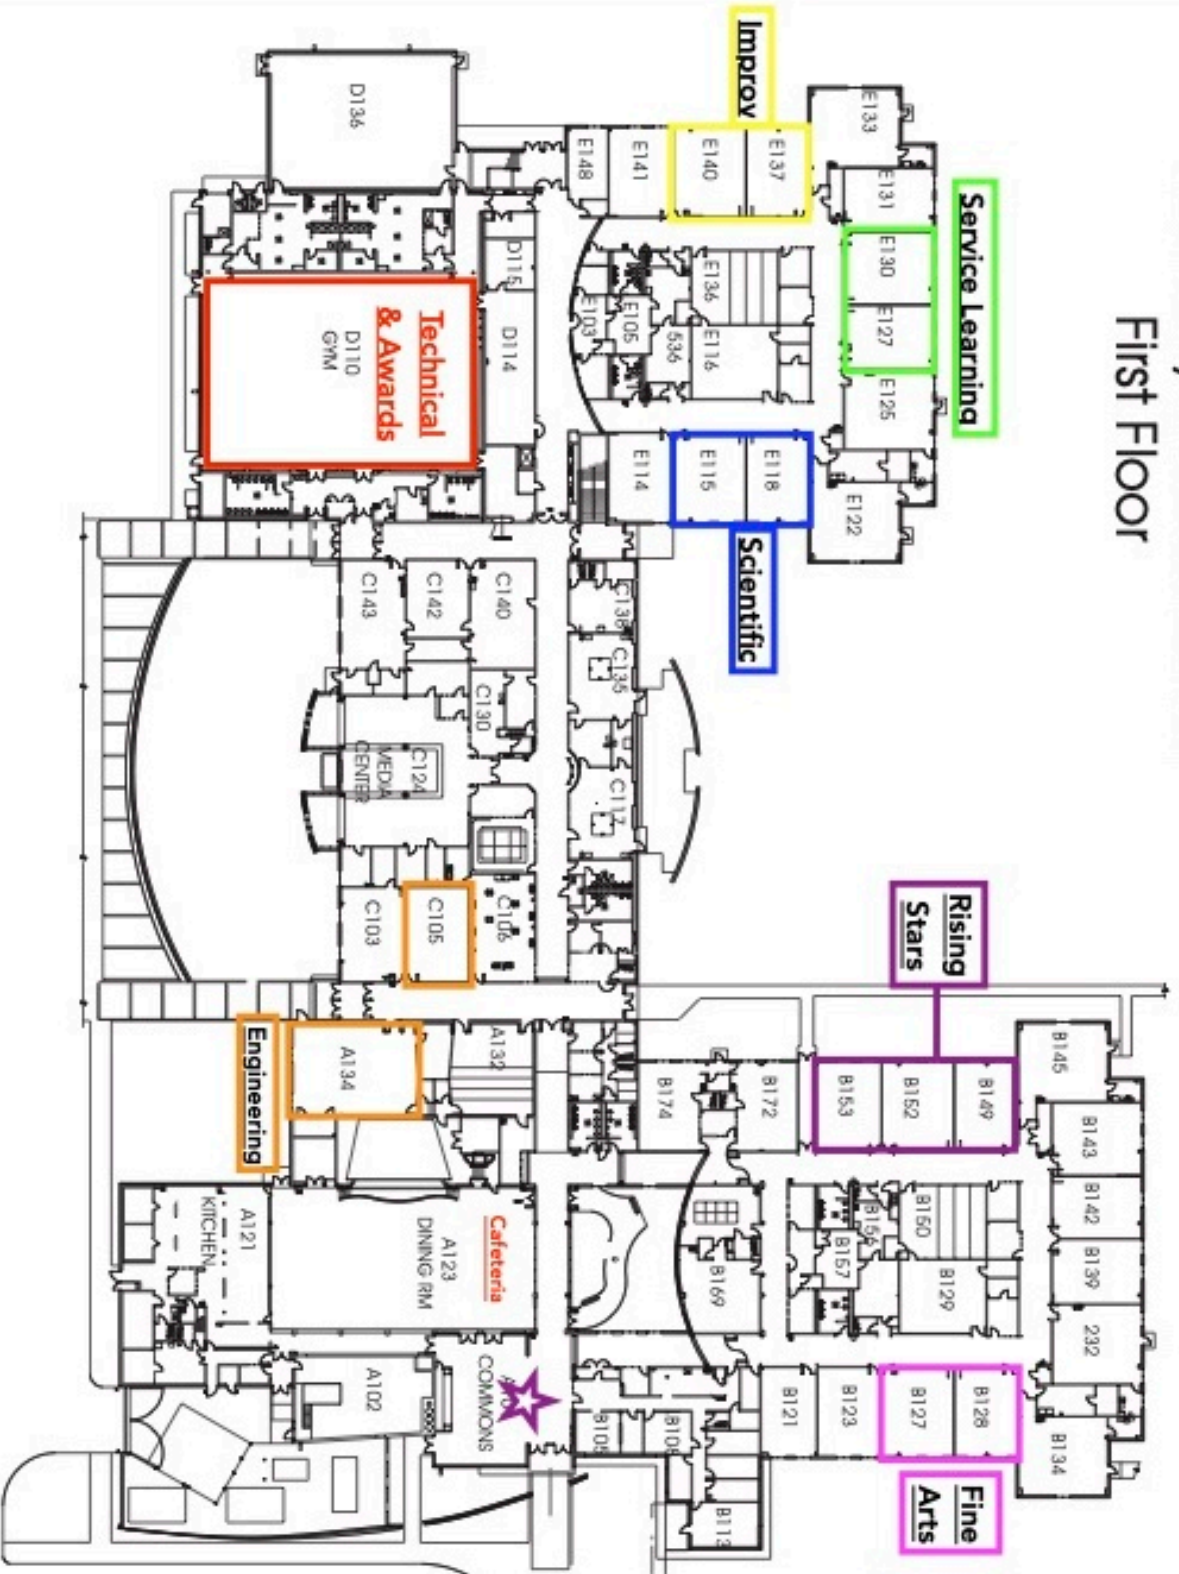 First Floor
Service Learning
Improv
Scientific
Technical
& Awards
D110
GYM
Rising
Stars
Fine
Arts
Engineering
Cafeteria
A123
DINING RM
A121
KITCHEN
COMMONS
C124
MEDIA
CENTER
E133
E131
E130
E127
E125
E122
E137
E140
E141
E148
E136
E116
536
E105
E103
E118
E115
E114
D136
D115
D114
C138
C135
C117
C140
C142
C143
C130
C106
C105
C103
A132
A134
A102
B145
B143
B142
B139
232
B134
B149
B152
B153
B172
B174
B150
B156
B157
B129
B169
B128
B127
B123
B121
B105
B113